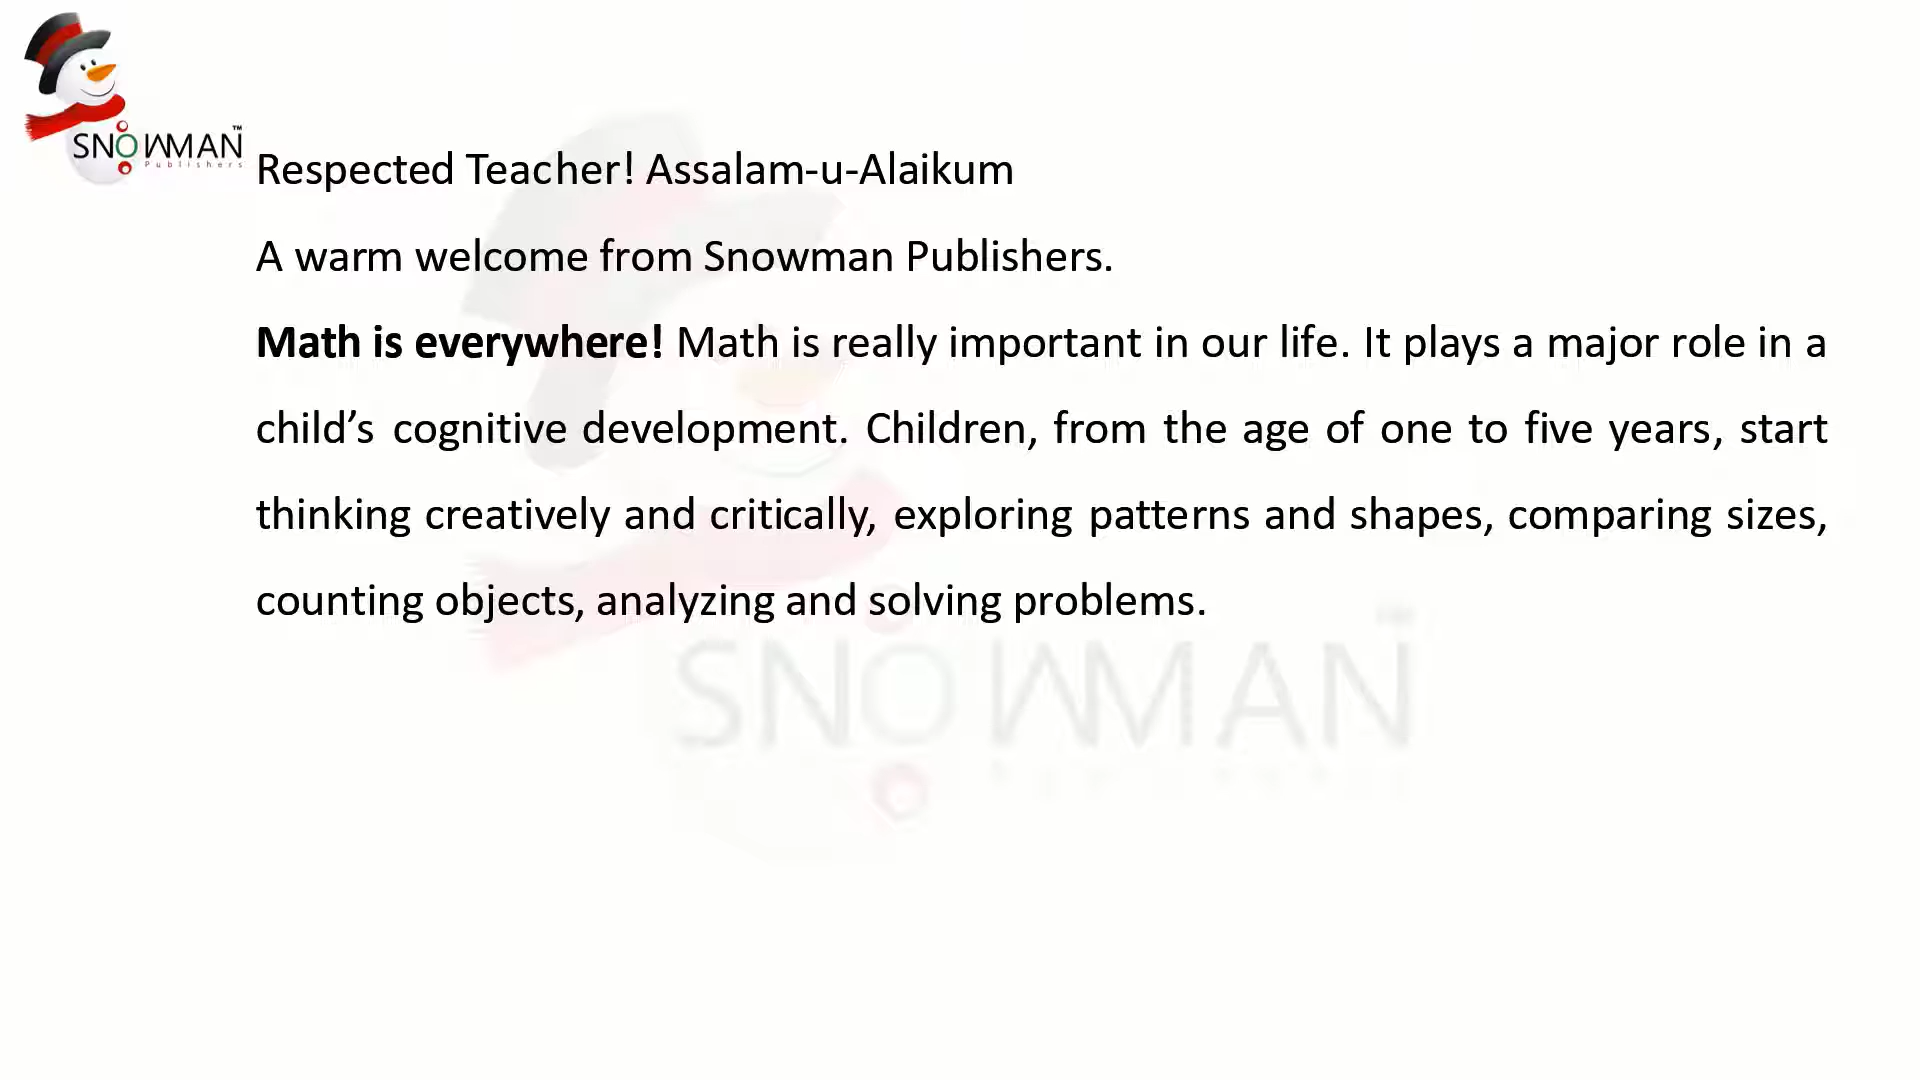 SNOWMAN™
Publishers
Respected Teacher! Assalam-u-Alaikum
A warm welcome from Snowman Publishers.
Math is everywhere! Math is really important in our life. It plays a major role in a
child’s cognitive development. Children, from the age of one to five years, start
thinking creatively and critically, exploring patterns and shapes, comparing sizes,
counting objects, analyzing and solving problems.
SNOWMAN